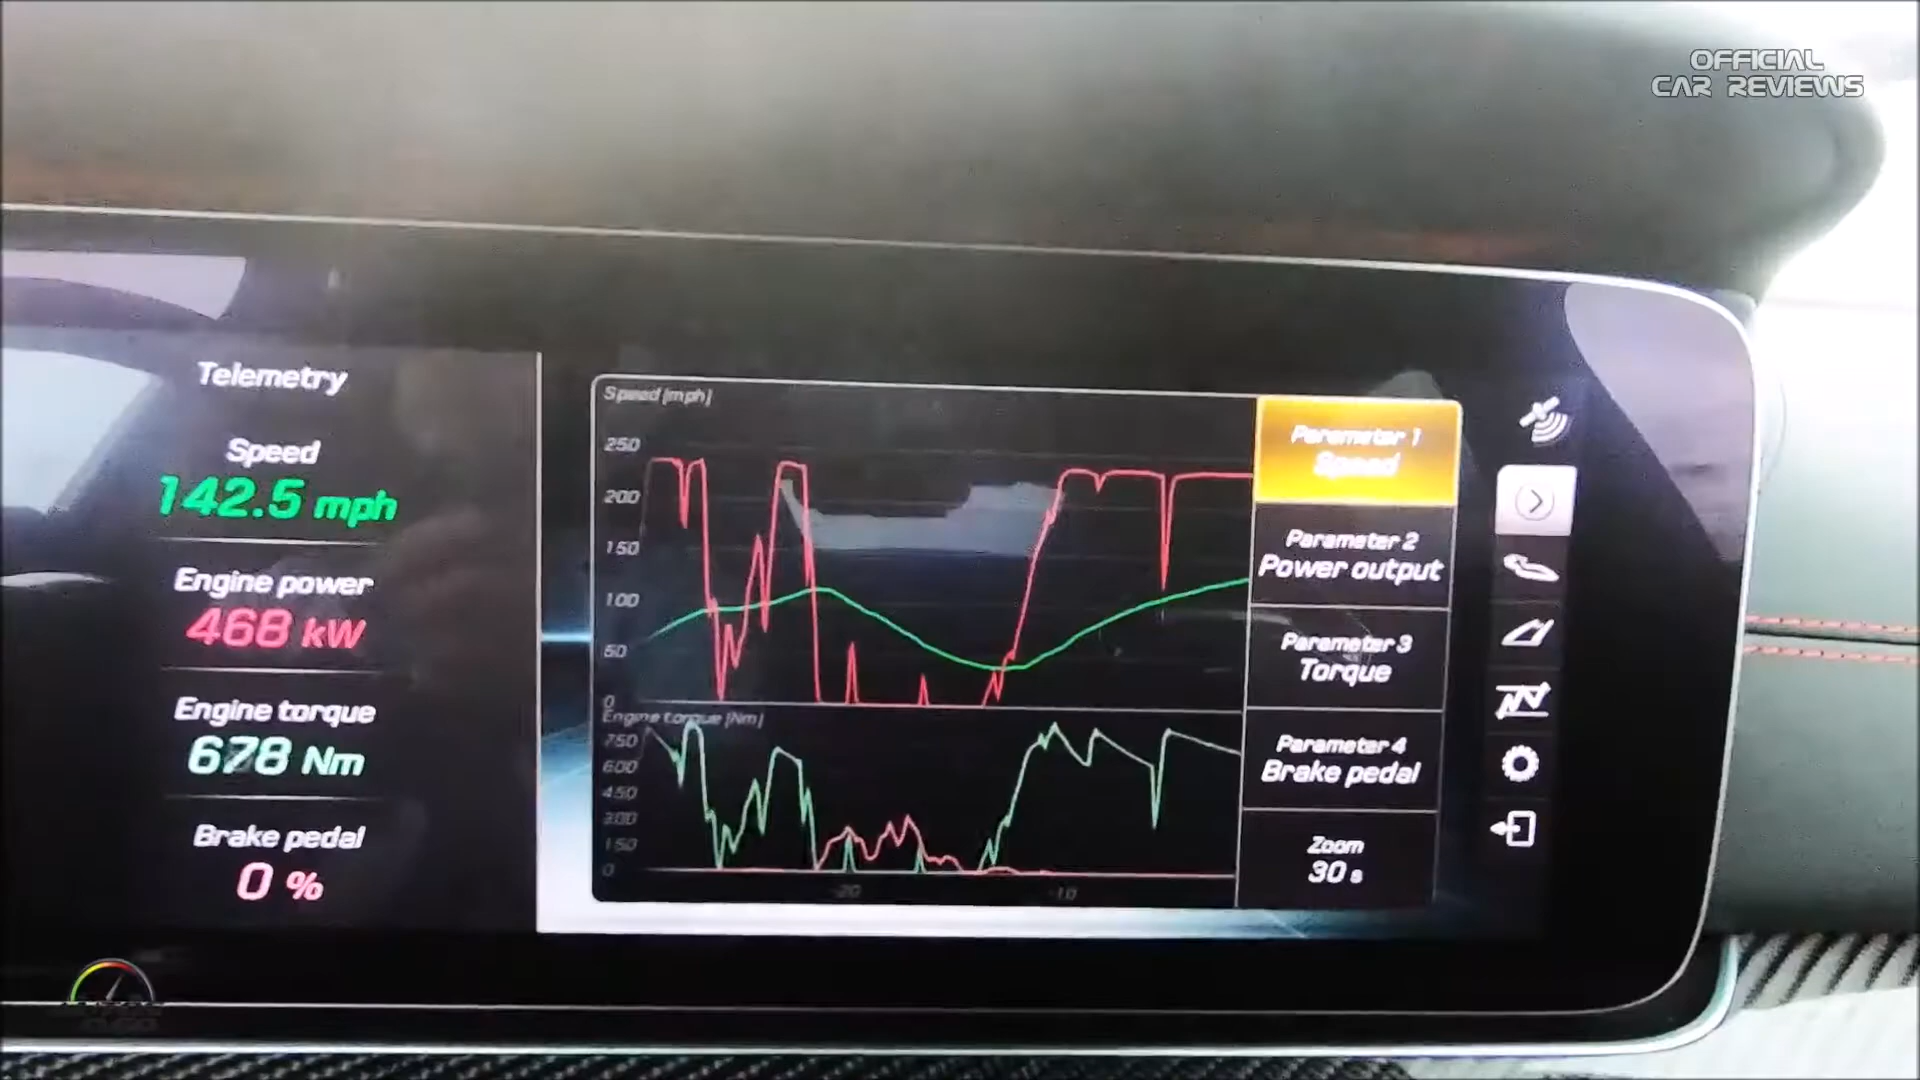 OFFICIAL
CAR REVIEWS
Telemetry
Speed
142.5 mph
Engine power
468 kW
Engine torque
678 Nm
Brake pedal
0 %
Speed [mph]
250
200
150
100
50
0
Engine torque [Nm]
750
600
450
300
150
0
-20
-10
Parameter 1
Speed
Parameter 2
Power output
Parameter 3
Torque
Parameter 4
Brake pedal
Zoom
30 s